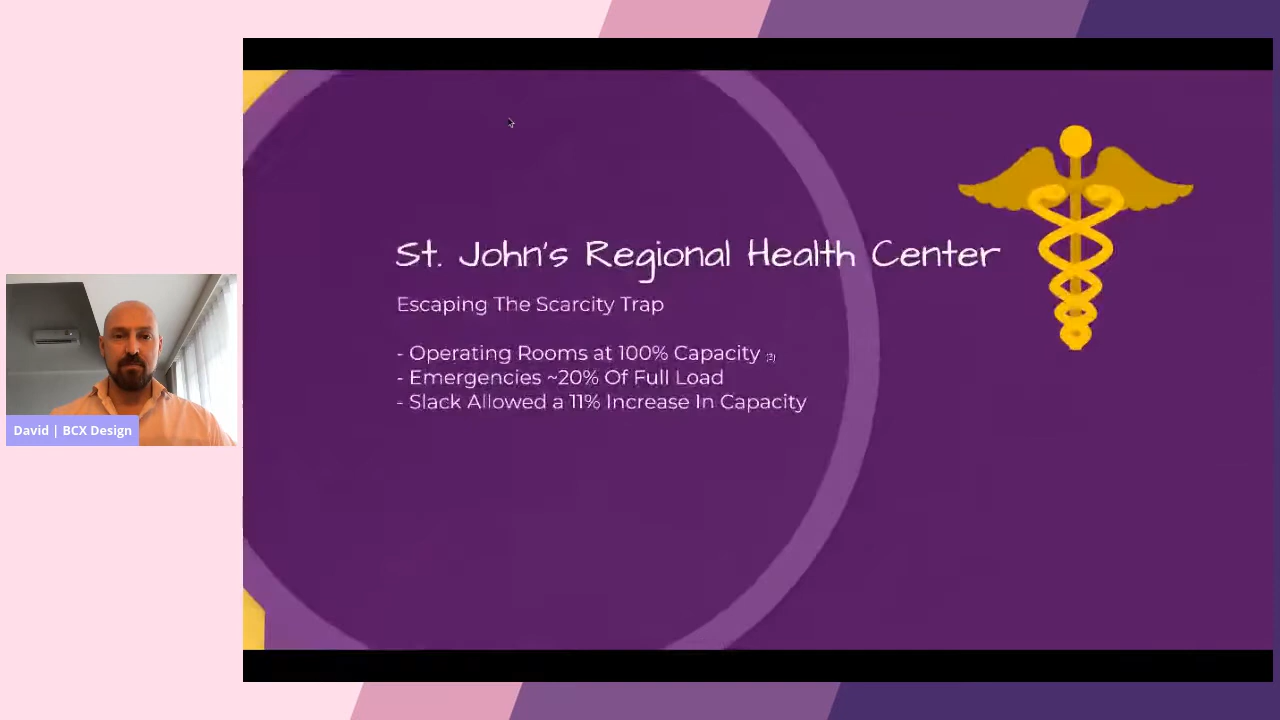 St. John's Regional Health Center
Escaping The Scarcity Trap
- Operating Rooms at 100% Capacity (3)
- Emergencies ~20% Of Full Load
- Slack Allowed a 11% Increase In Capacity
David | BCX Design